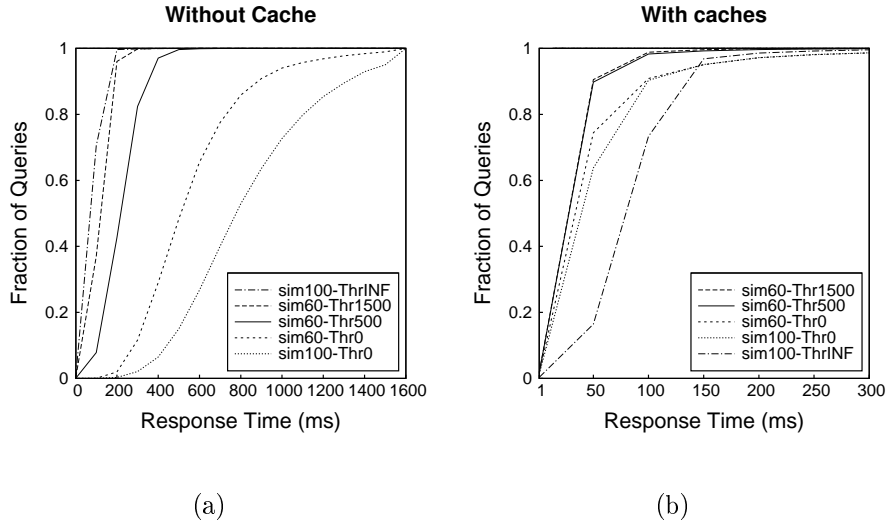 Without Cache
1
0.8
0.6
0.4
0.2
0
Fraction of Queries
sim100-ThrINF
sim60-Thr1500
sim60-Thr500
sim60-Thr0
sim100-Thr0
0 200 400 600 800 1000 1200 1400 1600
Response Time (ms)
(a)
With caches
1
0.8
0.6
0.4
0.2
0
Fraction of Queries
sim60-Thr1500
sim60-Thr500
sim60-Thr0
sim100-Thr0
sim100-ThrINF
1 50 100 150 200 250 300
Response Time (ms)
(b)